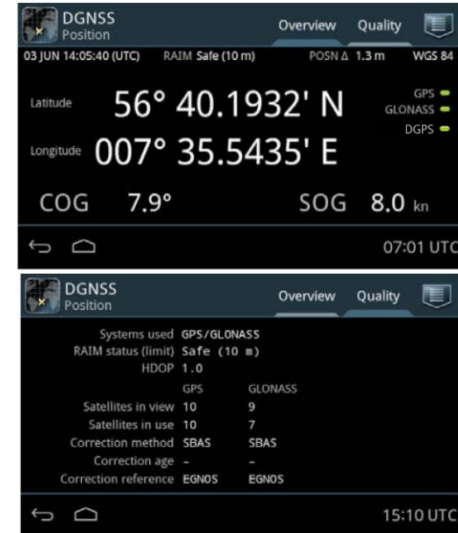 DGNSS Overview Quality
Position
03 JUN 14:05:40 (UTC) RAIM Safe (10 m) POSN Δ 1.3 m WGS 84
Latitude 56° 40.1932' N GPS
GLONASS
Longitude 007° 35.5435' E DGPS
COG 7.9° SOG 8.0 kn
07:01 UTC
DGNSS Overview Quality
Position
Systems used GPS/GLONASS
RAIM status (limit) Safe (10 m)
HDOP 1.0
GPS GLONASS
Satellites in view 10 9
Satellites in use 10 7
Correction method SBAS SBAS
Correction age – –
Correction reference EGNOS EGNOS
15:10 UTC